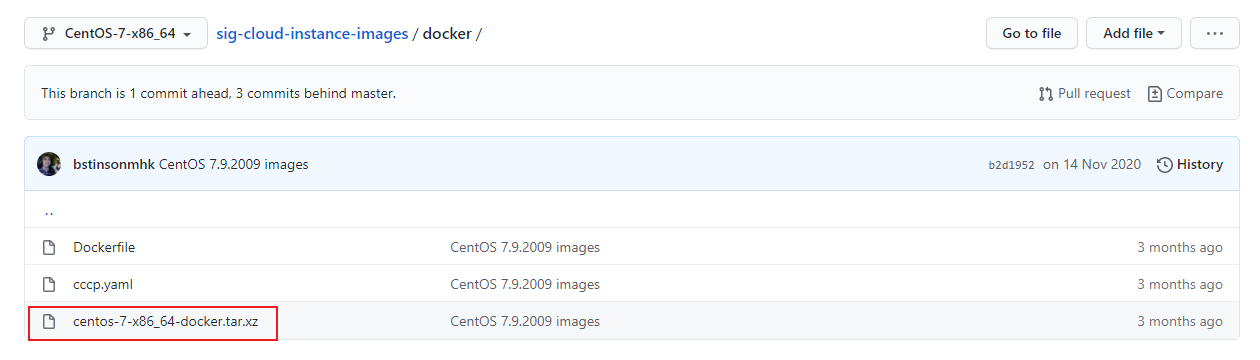 CentOS-7-x86_64 sig-cloud-instance-images / docker / Go to file Add file ...
This branch is 1 commit ahead, 3 commits behind master. Pull request Compare
bstinsonmhk CentOS 7.9.2009 images b2d1952 on 14 Nov 2020 History
..
Dockerfile CentOS 7.9.2009 images 3 months ago
cccp.yaml CentOS 7.9.2009 images 3 months ago
centos-7-x86_64-docker.tar.xz CentOS 7.9.2009 images 3 months ago